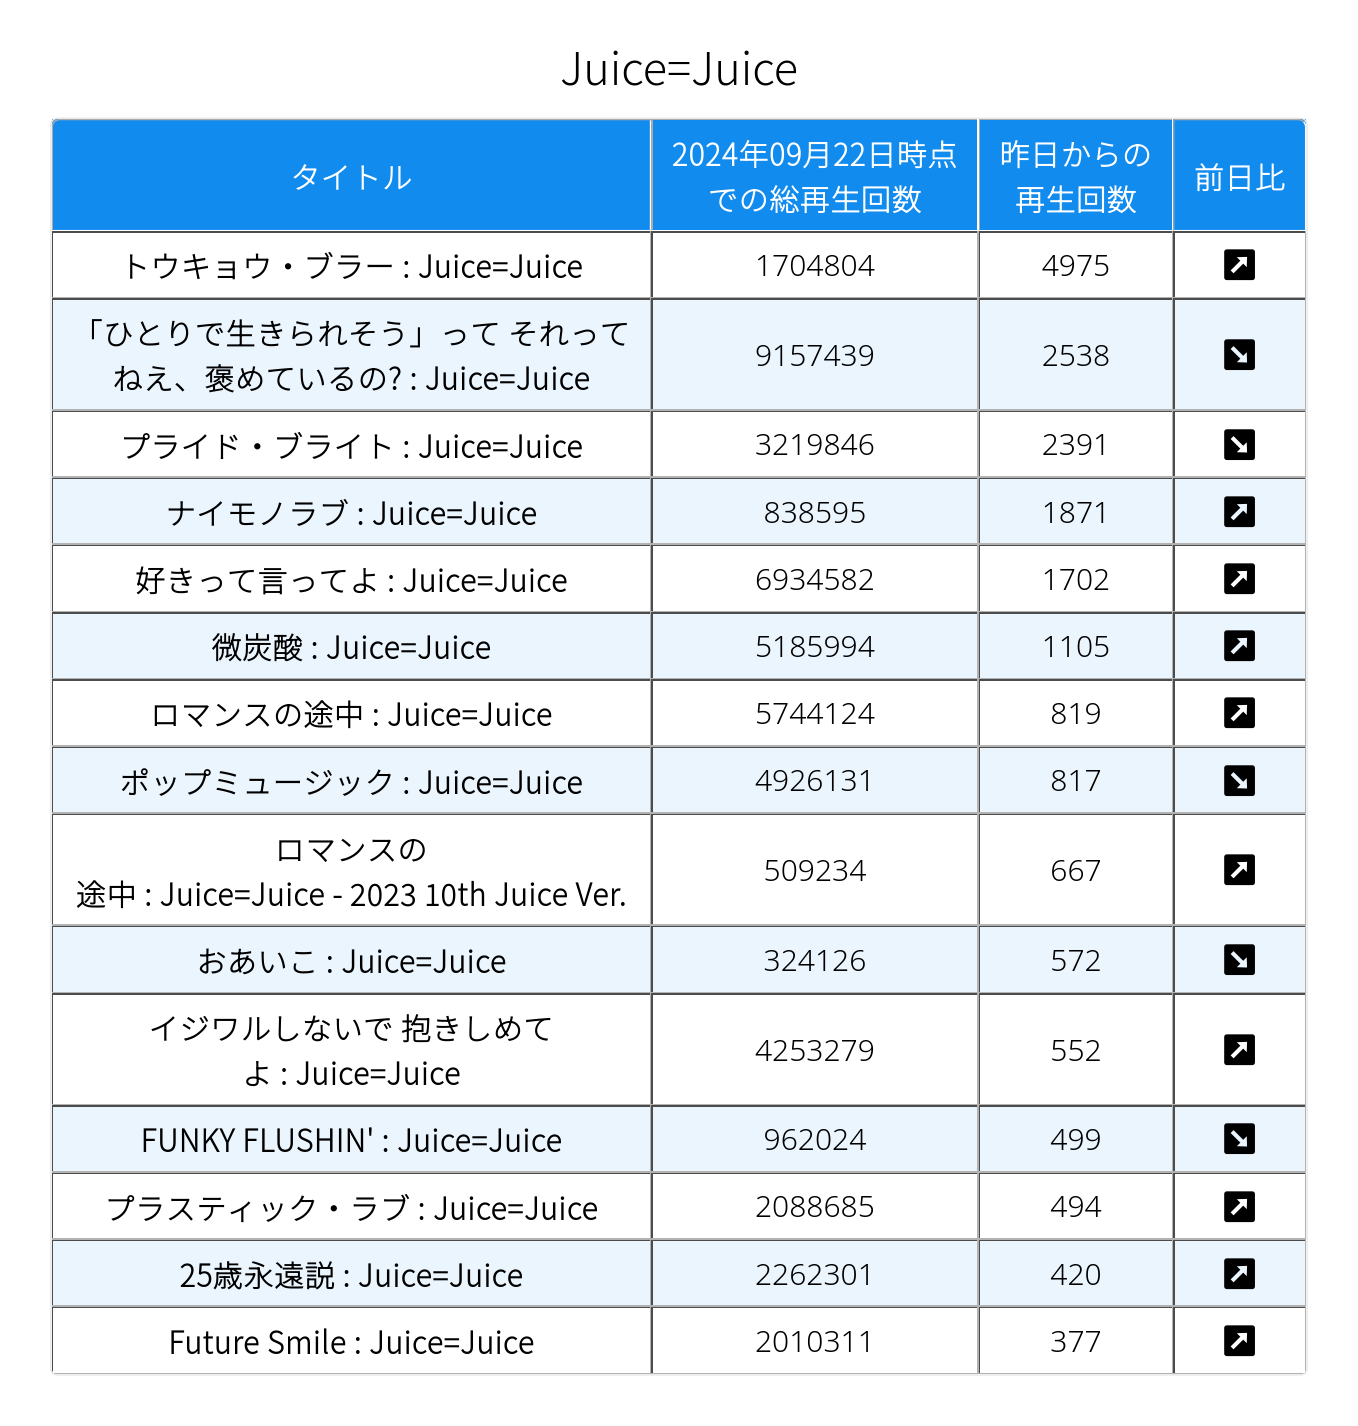 Juice=Juice
タイトル
2024年09月22日時点
での総再生回数
昨日からの
再生回数
前日比
トウキョウ・ブラー : Juice=Juice
1704804
4975
「ひとりで生きられそう」って それって
ねえ、褒めているの? : Juice=Juice
9157439
2538
プライド・ブライト : Juice=Juice
3219846
2391
ナイモノラブ : Juice=Juice
838595
1871
好きって言ってよ : Juice=Juice
6934582
1702
微炭酸 : Juice=Juice
5185994
1105
ロマンスの途中 : Juice=Juice
5744124
819
ポップミュージック : Juice=Juice
4926131
817
ロマンスの
途中 : Juice=Juice - 2023 10th Juice Ver.
509234
667
おあいこ : Juice=Juice
324126
572
イジワルしないで 抱きしめて
よ : Juice=Juice
4253279
552
FUNKY FLUSHIN' : Juice=Juice
962024
499
プラスティック・ラブ : Juice=Juice
2088685
494
25歳永遠説 : Juice=Juice
2262301
420
Future Smile : Juice=Juice
2010311
377